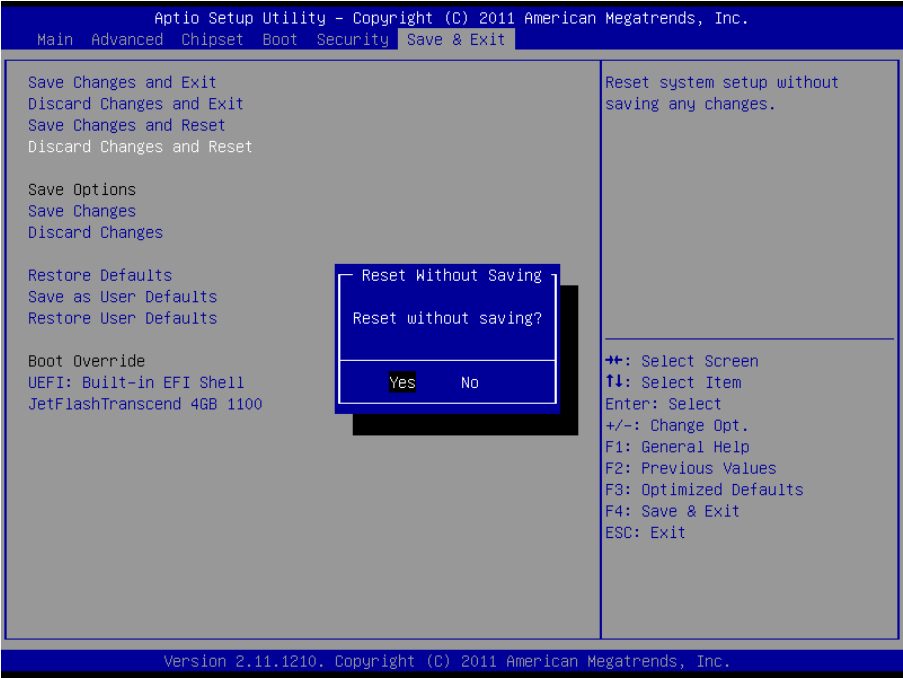 Aptio Setup Utility – Copyright (C) 2011 American Megatrends, Inc.
Main Advanced Chipset Boot Security Save & Exit
Save Changes and Exit
Discard Changes and Exit
Save Changes and Reset
Discard Changes and Reset
Save Options
Save Changes
Discard Changes
Restore Defaults
Save as User Defaults
Restore User Defaults
Boot Override
UEFI: Built-in EFI Shell
JetFlashTranscend 4GB 1100
Reset Without Saving
Reset without saving?
Yes No
Reset system setup without
saving any changes.
→←: Select Screen
↑↓: Select Item
Enter: Select
+/-: Change Opt.
F1: General Help
F2: Previous Values
F3: Optimized Defaults
F4: Save & Exit
ESC: Exit
Version 2.11.1210. Copyright (C) 2011 American Megatrends, Inc.